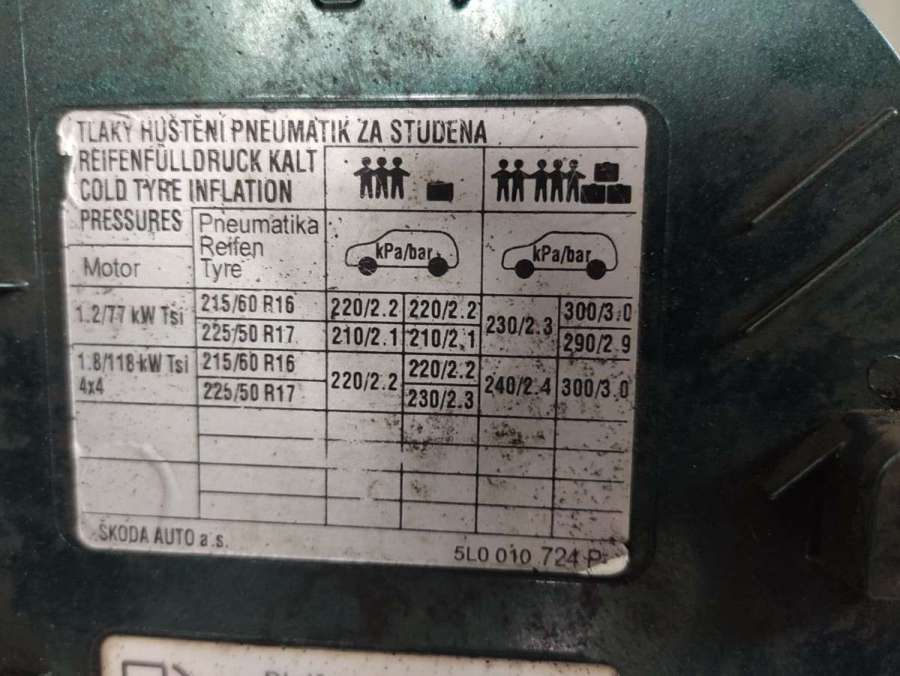 TLAKY HUŠTĚNÍ PNEUMATIK ZA STUDENA
REIFENFÜLLDRUCK KALT
COLD TYRE INFLATION
PRESSURES
Pneumatika
Reifen
Tyre
Motor
kPa/bar
kPa/bar
1.2/77 kW Tsi
215/60 R16 220/2.2 220/2.2 230/2.3 300/3.0
225/50 R17 210/2.1 210/2.1 290/2.9
1.8/118 kW Tsi
4x4
215/60 R16 220/2.2 220/2.2 240/2.4 300/3.0
225/50 R17 230/2.3
ŠKODA AUTO a.s.
5L0 010 724 P